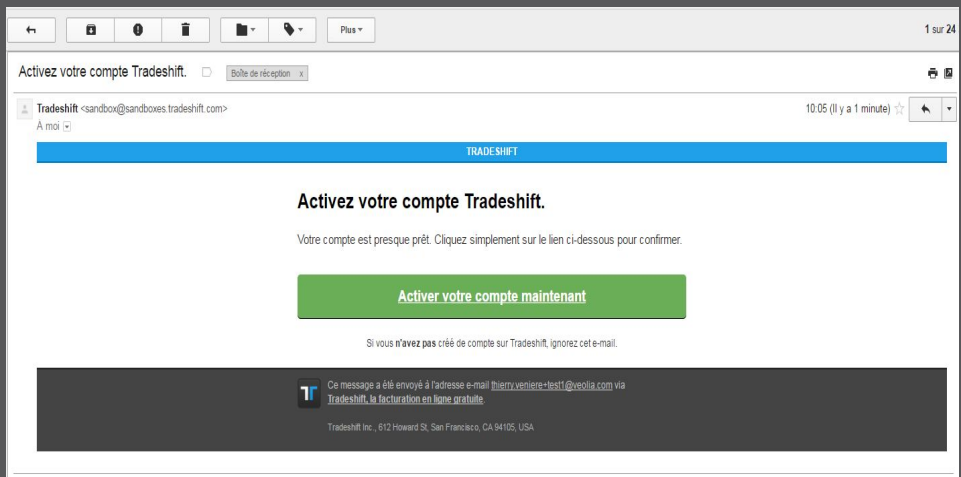 Plus
1 sur 24
Activez votre compte Tradeshift.
Boîte de réception x
Tradeshift <sandbox@sandboxes.tradeshift.com>
10:05 (Il y a 1 minute)
À moi
TRADESHIFT
Activez votre compte Tradeshift.
Votre compte est presque prêt. Cliquez simplement sur le lien ci-dessous pour confirmer.
Activer votre compte maintenant
Si vous n'avez pas créé de compte sur Tradeshift, ignorez cet e-mail.
Ce message a été envoyé á l'adresse e-mail thierry.veniere+test1@veolia.com via
Tradeshift, la facturation en ligne gratuite.
Tradeshift Inc., 612 Howard St, San Francisco, CA 94105, USA